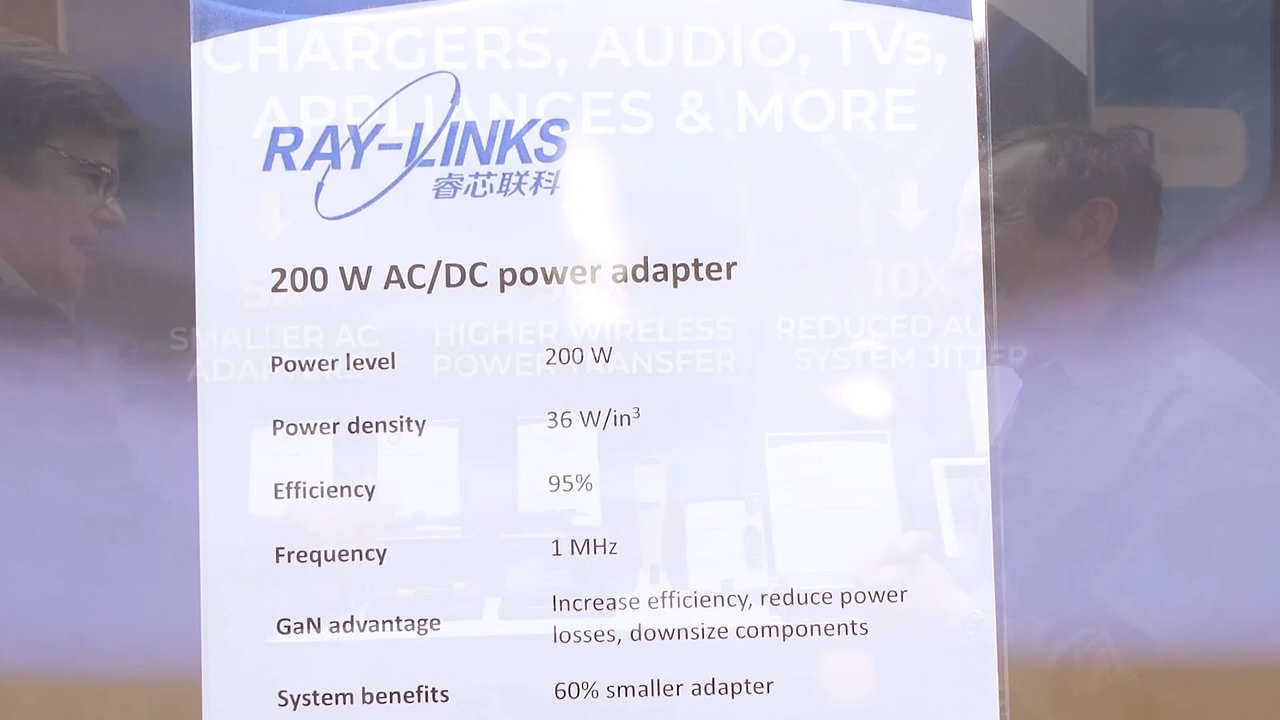 CHARGERS, AUDIO, TVs,
APPLIANCES & MORE
RAY-LINKS
睿芯联科
200 W AC/DC power adapter
10X
SMALLER AC
ADAPTERS
HIGHER WIRELESS
POWER TRANSFER
REDUCED
SYSTEM JITTER
Power level 200 W
Power density 36 W/in³
Efficiency 95%
Frequency 1 MHz
GaN advantage Increase efficiency, reduce power
losses, downsize components
System benefits 60% smaller adapter